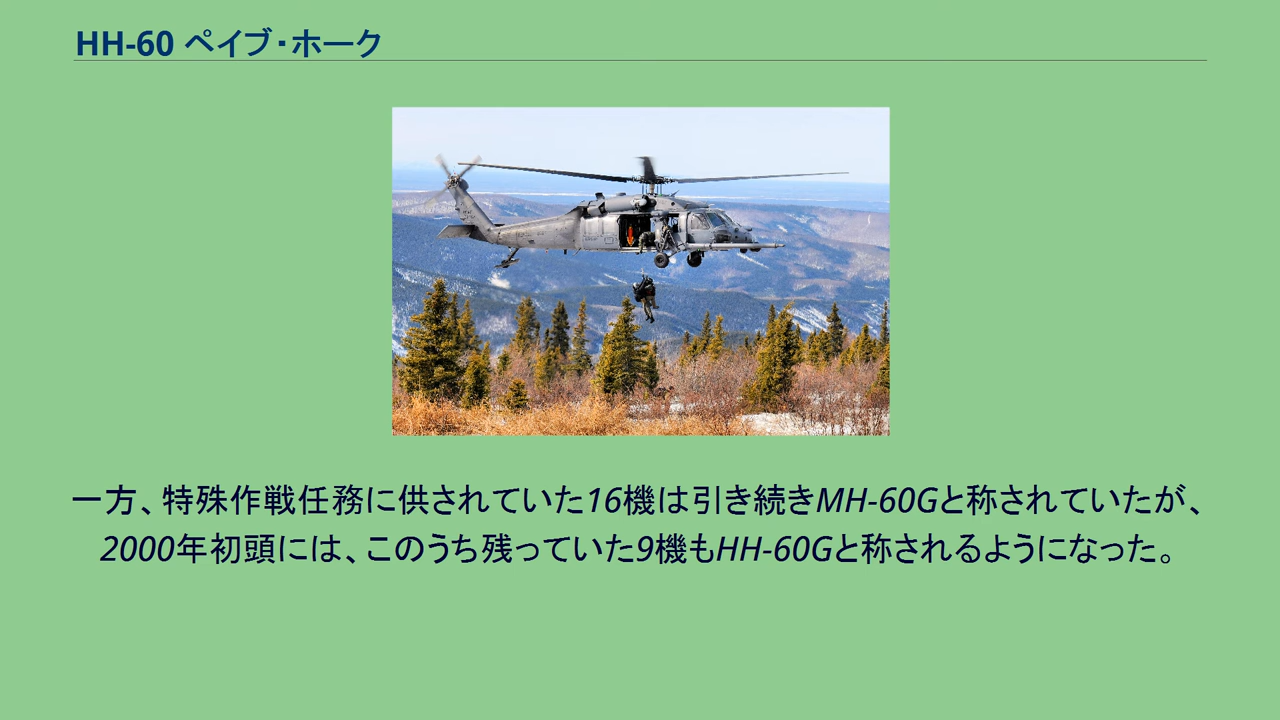 HH-60 ペイブ・ホーク
一方、特殊作戦任務に供されていた16機は引き続きMH-60Gと称されていたが、
2000年初頭には、このうち残っていた9機もHH-60Gと称されるようになった。